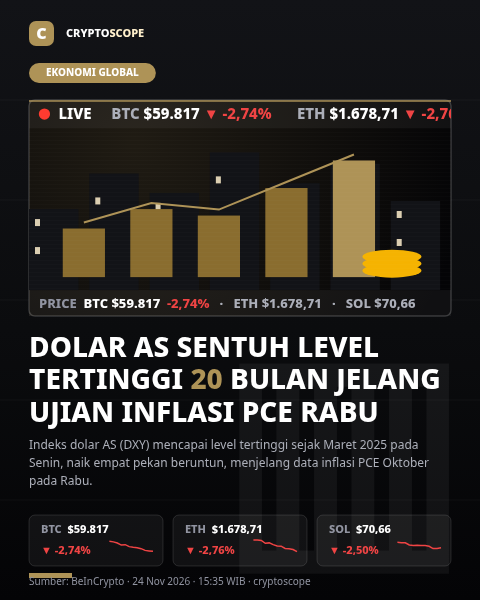 C CRYPTOSCOPE
EKONOMI GLOBAL
LIVE BTC $59.817 ▼ -2,74% ETH $1.678,71 ▼ -2,76
PRICE BTC $59.817 -2,74% · ETH $1.678,71 · SOL $70,66
DOLAR AS SENTUH LEVEL
TERTINGGI 20 BULAN JELANG
UJIAN INFLASI PCE RABU
Indeks dolar AS (DXY) mencapai level tertinggi sejak Maret 2025 pada
Senin, naik empat pekan beruntun, menjelang data inflasi PCE Oktober
pada Rabu.
BTC $59.817
▼ -2,74%
ETH $1.678,71
▼ -2,76%
SOL $70,66
▼ -2,50%
Sumber: BeInCrypto · 24 Nov 2026 · 15:35 WIB · cryptoscope